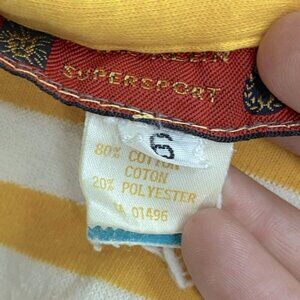 SUPERSPORT
6
80% COTTON
COTON
20% POLYESTER
01496